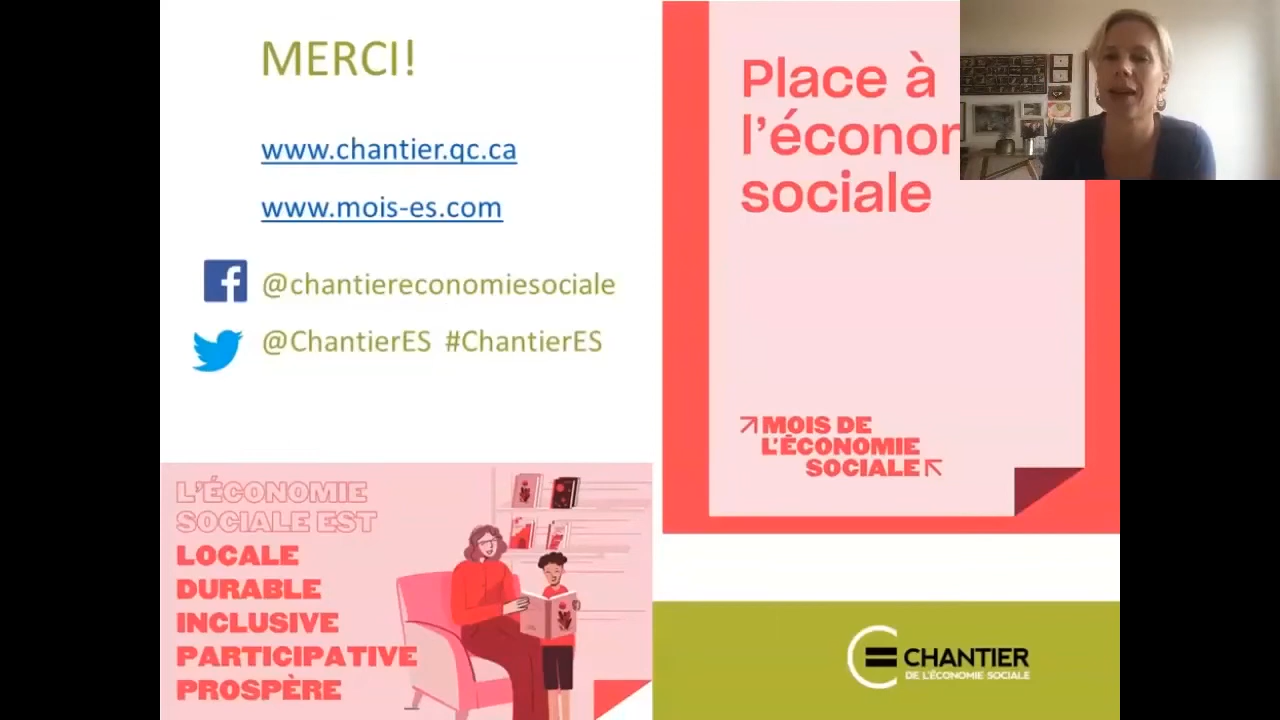 MERCI!
www.chantier.qc.ca
www.mois-es.com
@chantiereconomiesociale
@ChantierES #ChantierES
L'ÉCONOMIE
SOCIALE EST
LOCALE
DURABLE
INCLUSIVE
PARTICIPATIVE
PROSPÈRE
Place à
l'éconor
sociale
MOIS DE
L'ÉCONOMIE
SOCIALE
CHANTIER
DE L'ÉCONOMIE SOCIALE